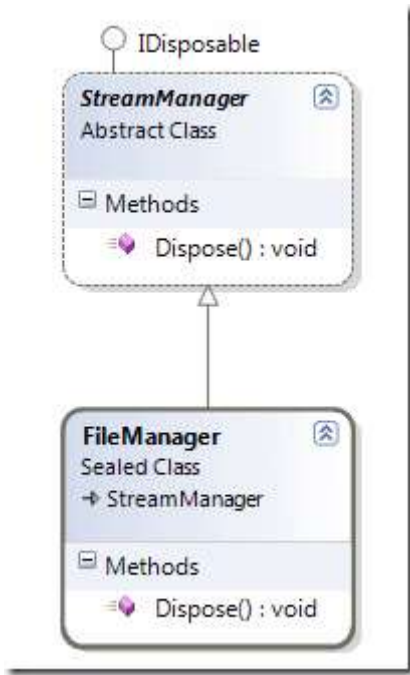 IDisposable
StreamManager
Abstract Class
Methods
Dispose() : void
FileManager
Sealed Class
StreamManager
Methods
Dispose() : void